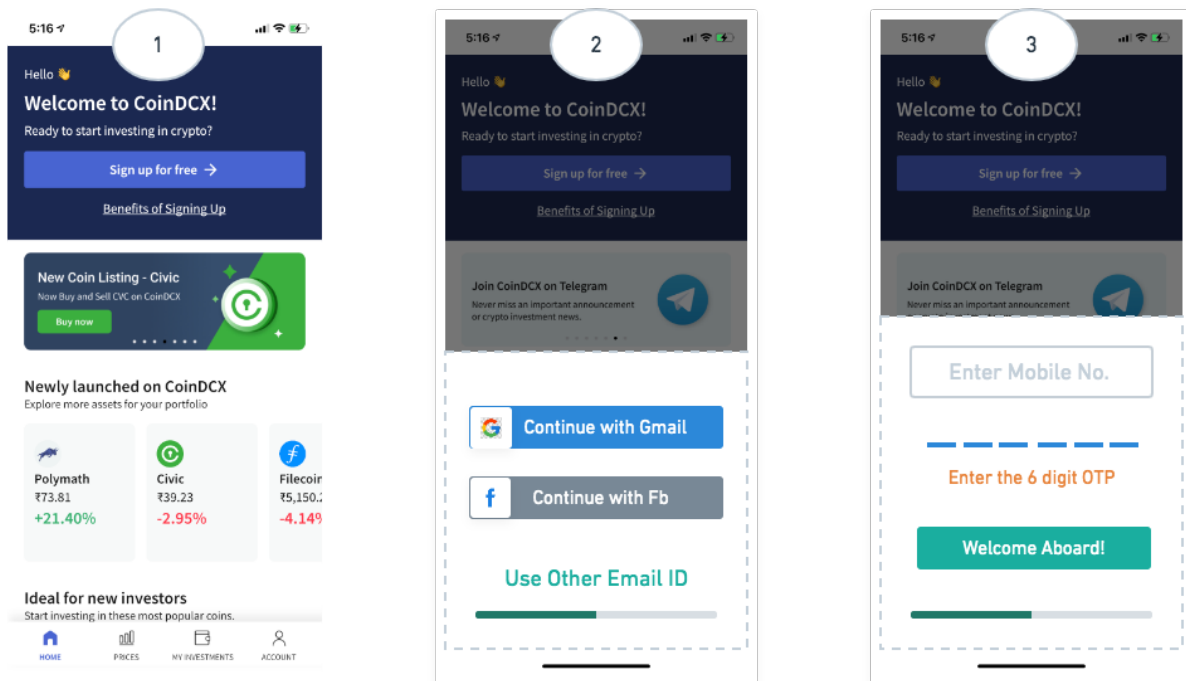 5:16
1
Hello
Welcome to CoinDCX!
Ready to start investing in crypto?
Sign up for free →
Benefits of Signing Up
New Coin Listing - Civic
Now Buy and Sell CVC on CoinDCX
Buy now
Newly launched on CoinDCX
Explore more assets for your portfolio
Polymath
₹73.81
+21.40%
Civic
₹39.23
-2.95%
Filecoin
₹5,150.2
-4.14%
Ideal for new investors
Start investing in these most popular coins.
HOME
PRICES
MY INVESTMENTS
ACCOUNT
5:16
2
Hello
Welcome to CoinDCX!
Ready to start investing in crypto?
Sign up for free →
Benefits of Signing Up
Join CoinDCX on Telegram
Never miss an important announcement
or crypto investment news.
Continue with Gmail
Continue with Fb
Use Other Email ID
5:16
3
Hello
Welcome to CoinDCX!
Ready to start investing in crypto?
Sign up for free →
Benefits of Signing Up
Join CoinDCX on Telegram
Never miss an important announcement
Enter Mobile No.
Enter the 6 digit OTP
Welcome Aboard!